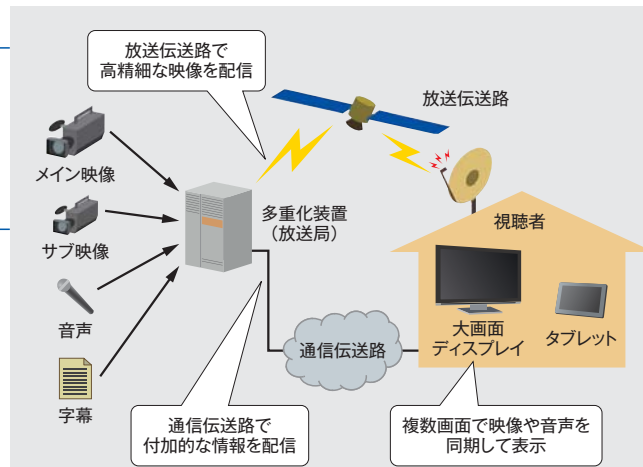 放送伝送路で
高精細な映像を配信
放送伝送路
メイン映像
サブ映像
音声
字幕
多重化装置
（放送局）
視聴者
大画面
ディスプレイ
タブレット
通信伝送路
通信伝送路で
付加的な情報を配信
複数画面で映像や音声を
同期して表示